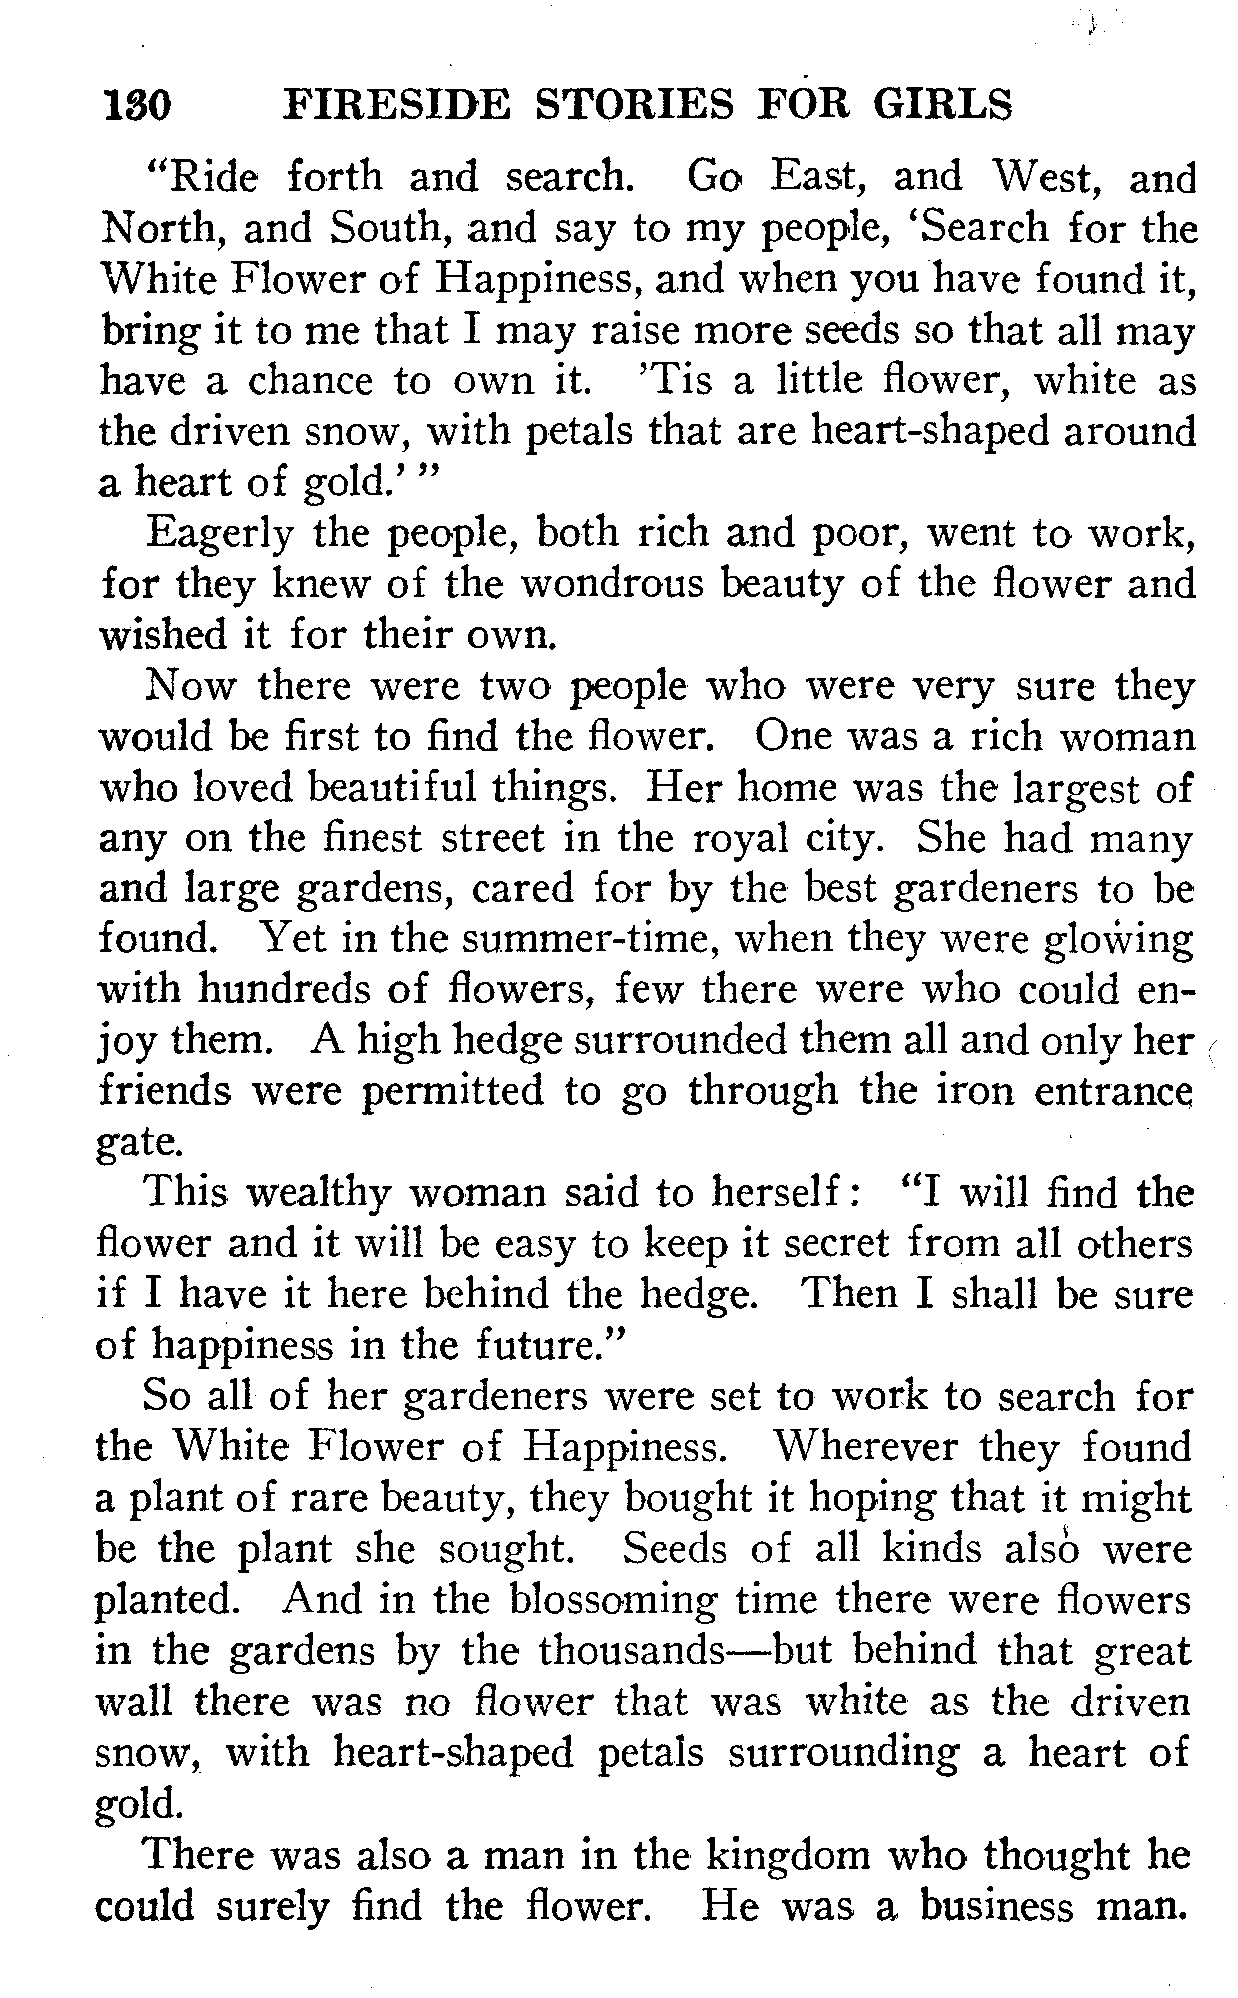 130 FIRESIDE STORIES FOR GIRLS
“Ride forth and search. Go East, and West, and
North, and South, and say to my people, ‘Search for the
White Flower of Happiness, and when you have found it,
bring it to me that I may raise more seeds so that all may
have a chance to own it. ’Tis a little flower, white as
the driven snow, with petals that are heart-shaped around
a heart of gold.’ ”
Eagerly the people, both rich and poor, went to work,
for they knew of the wondrous beauty of the flower and
wished it for their own.
Now there were two people who were very sure they
would be first to find the flower. One was a rich woman
who loved beautiful things. Her home was the largest of
any on the finest street in the royal city. She had many
and large gardens, cared for by the best gardeners to be
found. Yet in the summer-time, when they were glowing
with hundreds of flowers, few there were who could en-
joy them. A high hedge surrounded them all and only her
friends were permitted to go through the iron entrance
gate.
This wealthy woman said to herself: “I will find the
flower and it will be easy to keep it secret from all others
if I have it here behind the hedge. Then I shall be sure
of happiness in the future.”
So all of her gardeners were set to work to search for
the White Flower of Happiness. Wherever they found
a plant of rare beauty, they bought it hoping that it might
be the plant she sought. Seeds of all kinds also were
planted. And in the blossoming time there were flowers
in the gardens by the thousands—but behind that great
wall there was no flower that was white as the driven
snow, with heart-shaped petals surrounding a heart of
gold.
There was also a man in the kingdom who thought he
could surely find the flower. He was a business man.